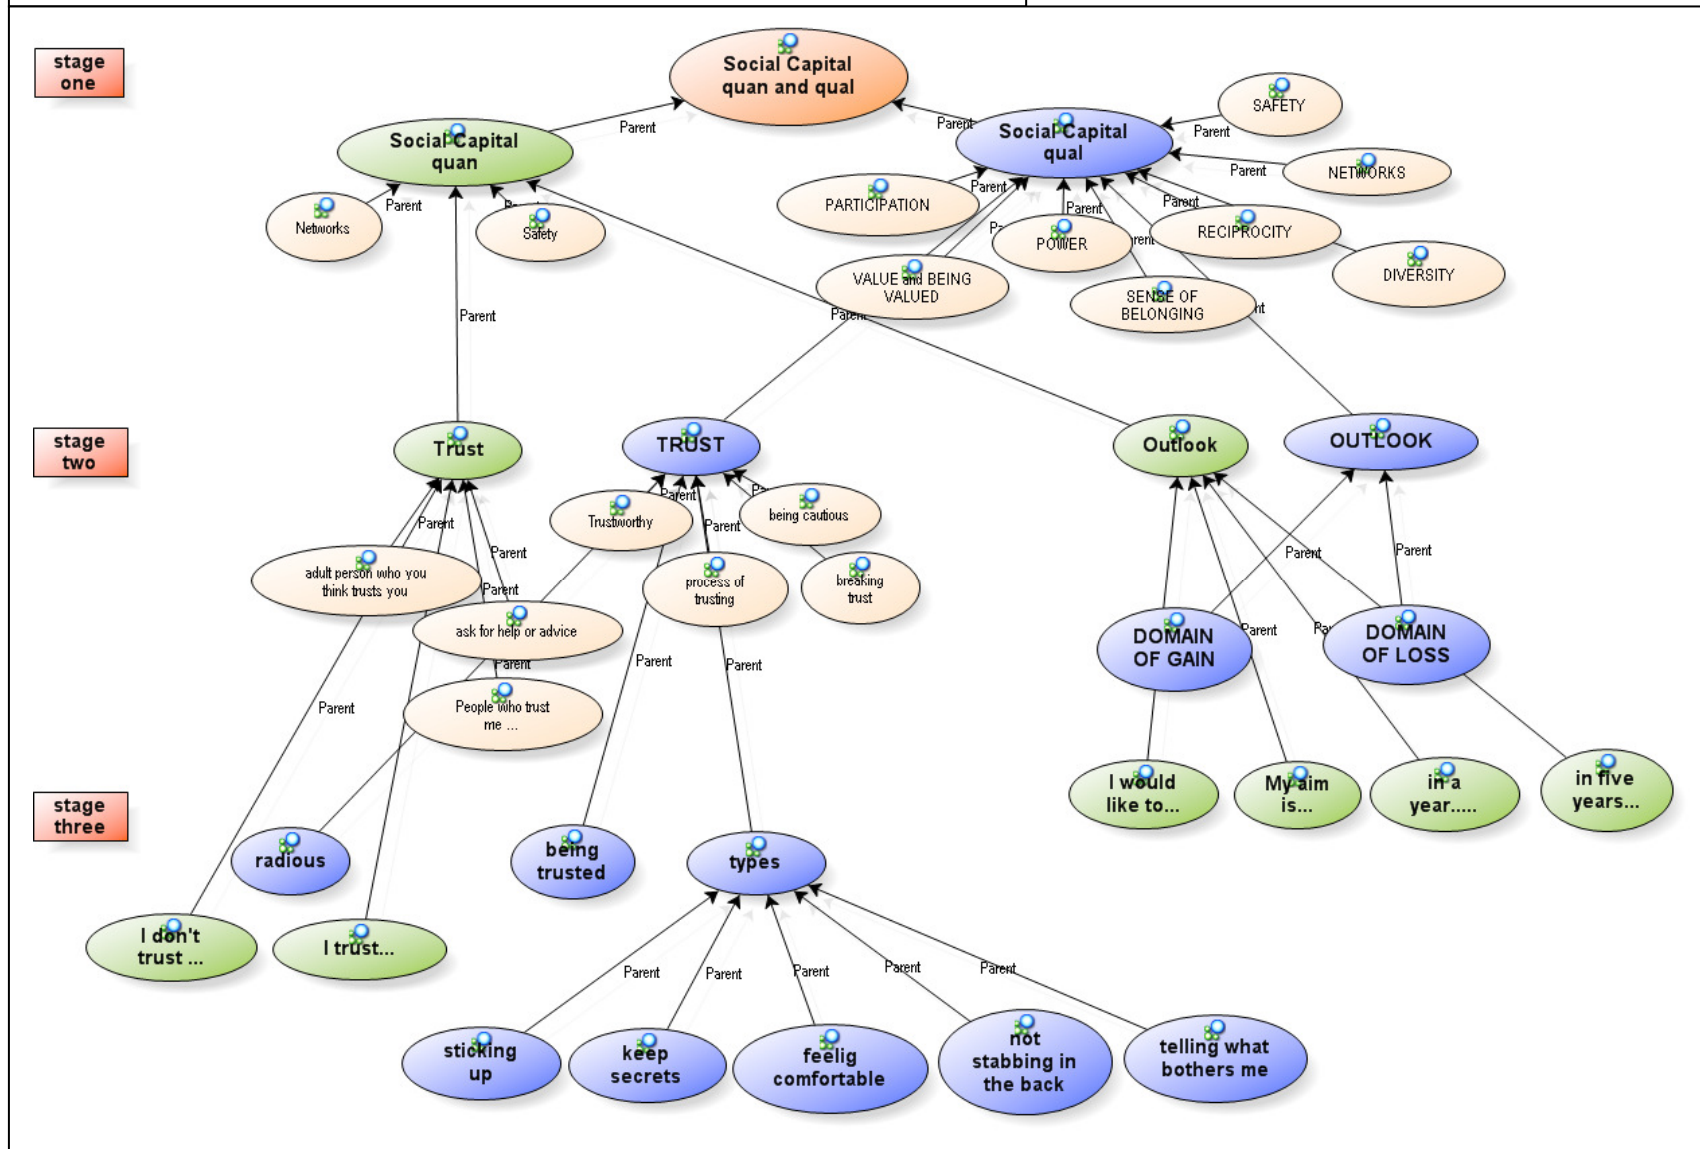 stage
one
Social Capital
quan and qual
Parent
Parent
Social Capital
quan
Social Capital
qual
SAFETY
Parent
NETWORKS
Parent
Networks
Parent
Safety
PARTICIPATION
Parent
POWER
Parent
RECIPROCITY
Parent
DIVERSITY
VALUE and BEING
VALUED
SENSE OF
BELONGING
Parent
Parent
stage
two
Trust
TRUST
Outlook
OUTLOOK
Parent
Trustworthy
Parent
Parent
being cautious
adult person who you
think trusts you
Parent
Parent
process of
trusting
breaking
trust
ask for help or advice
Parent
People who trust
me ...
Parent
Parent
Parent
Parent
Parent
Parent
DOMAIN
OF GAIN
Parent
DOMAIN
OF LOSS
I would
like to...
My aim
is...
in a
year.....
in five
years...
stage
three
radious
being
trusted
types
I don't
trust ...
I trust...
Parent
Parent
Parent
Parent
Parent
sticking
up
keep
secrets
feelig
comfortable
not
stabbing in
the back
telling what
bothers me